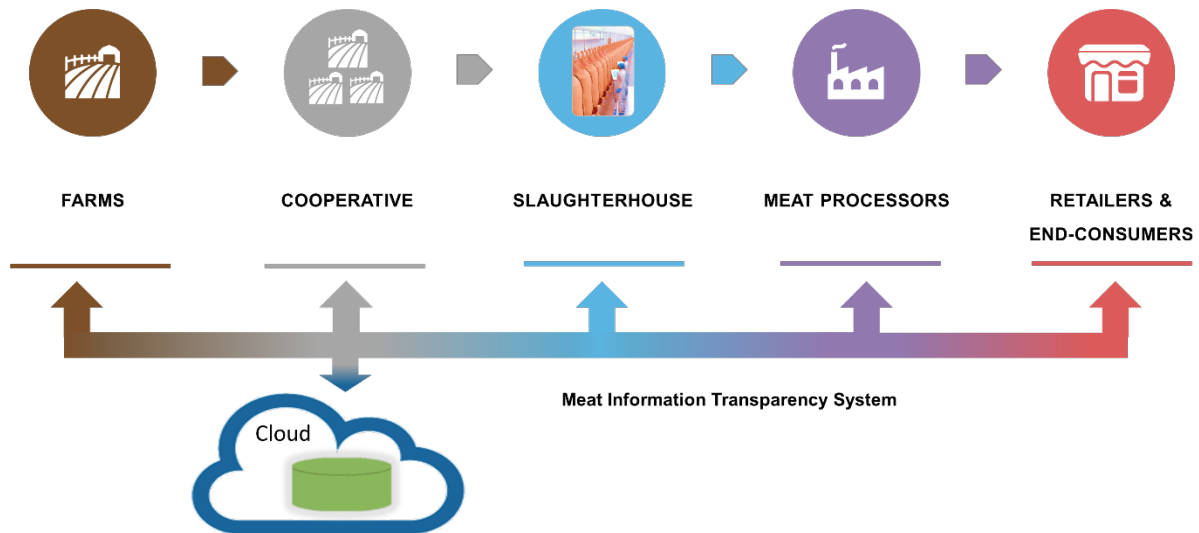 FARMS
COOPERATIVE
SLAUGHTERHOUSE
MEAT PROCESSORS
RETAILERS &
END-CONSUMERS
Meat Information Transparency System
Cloud